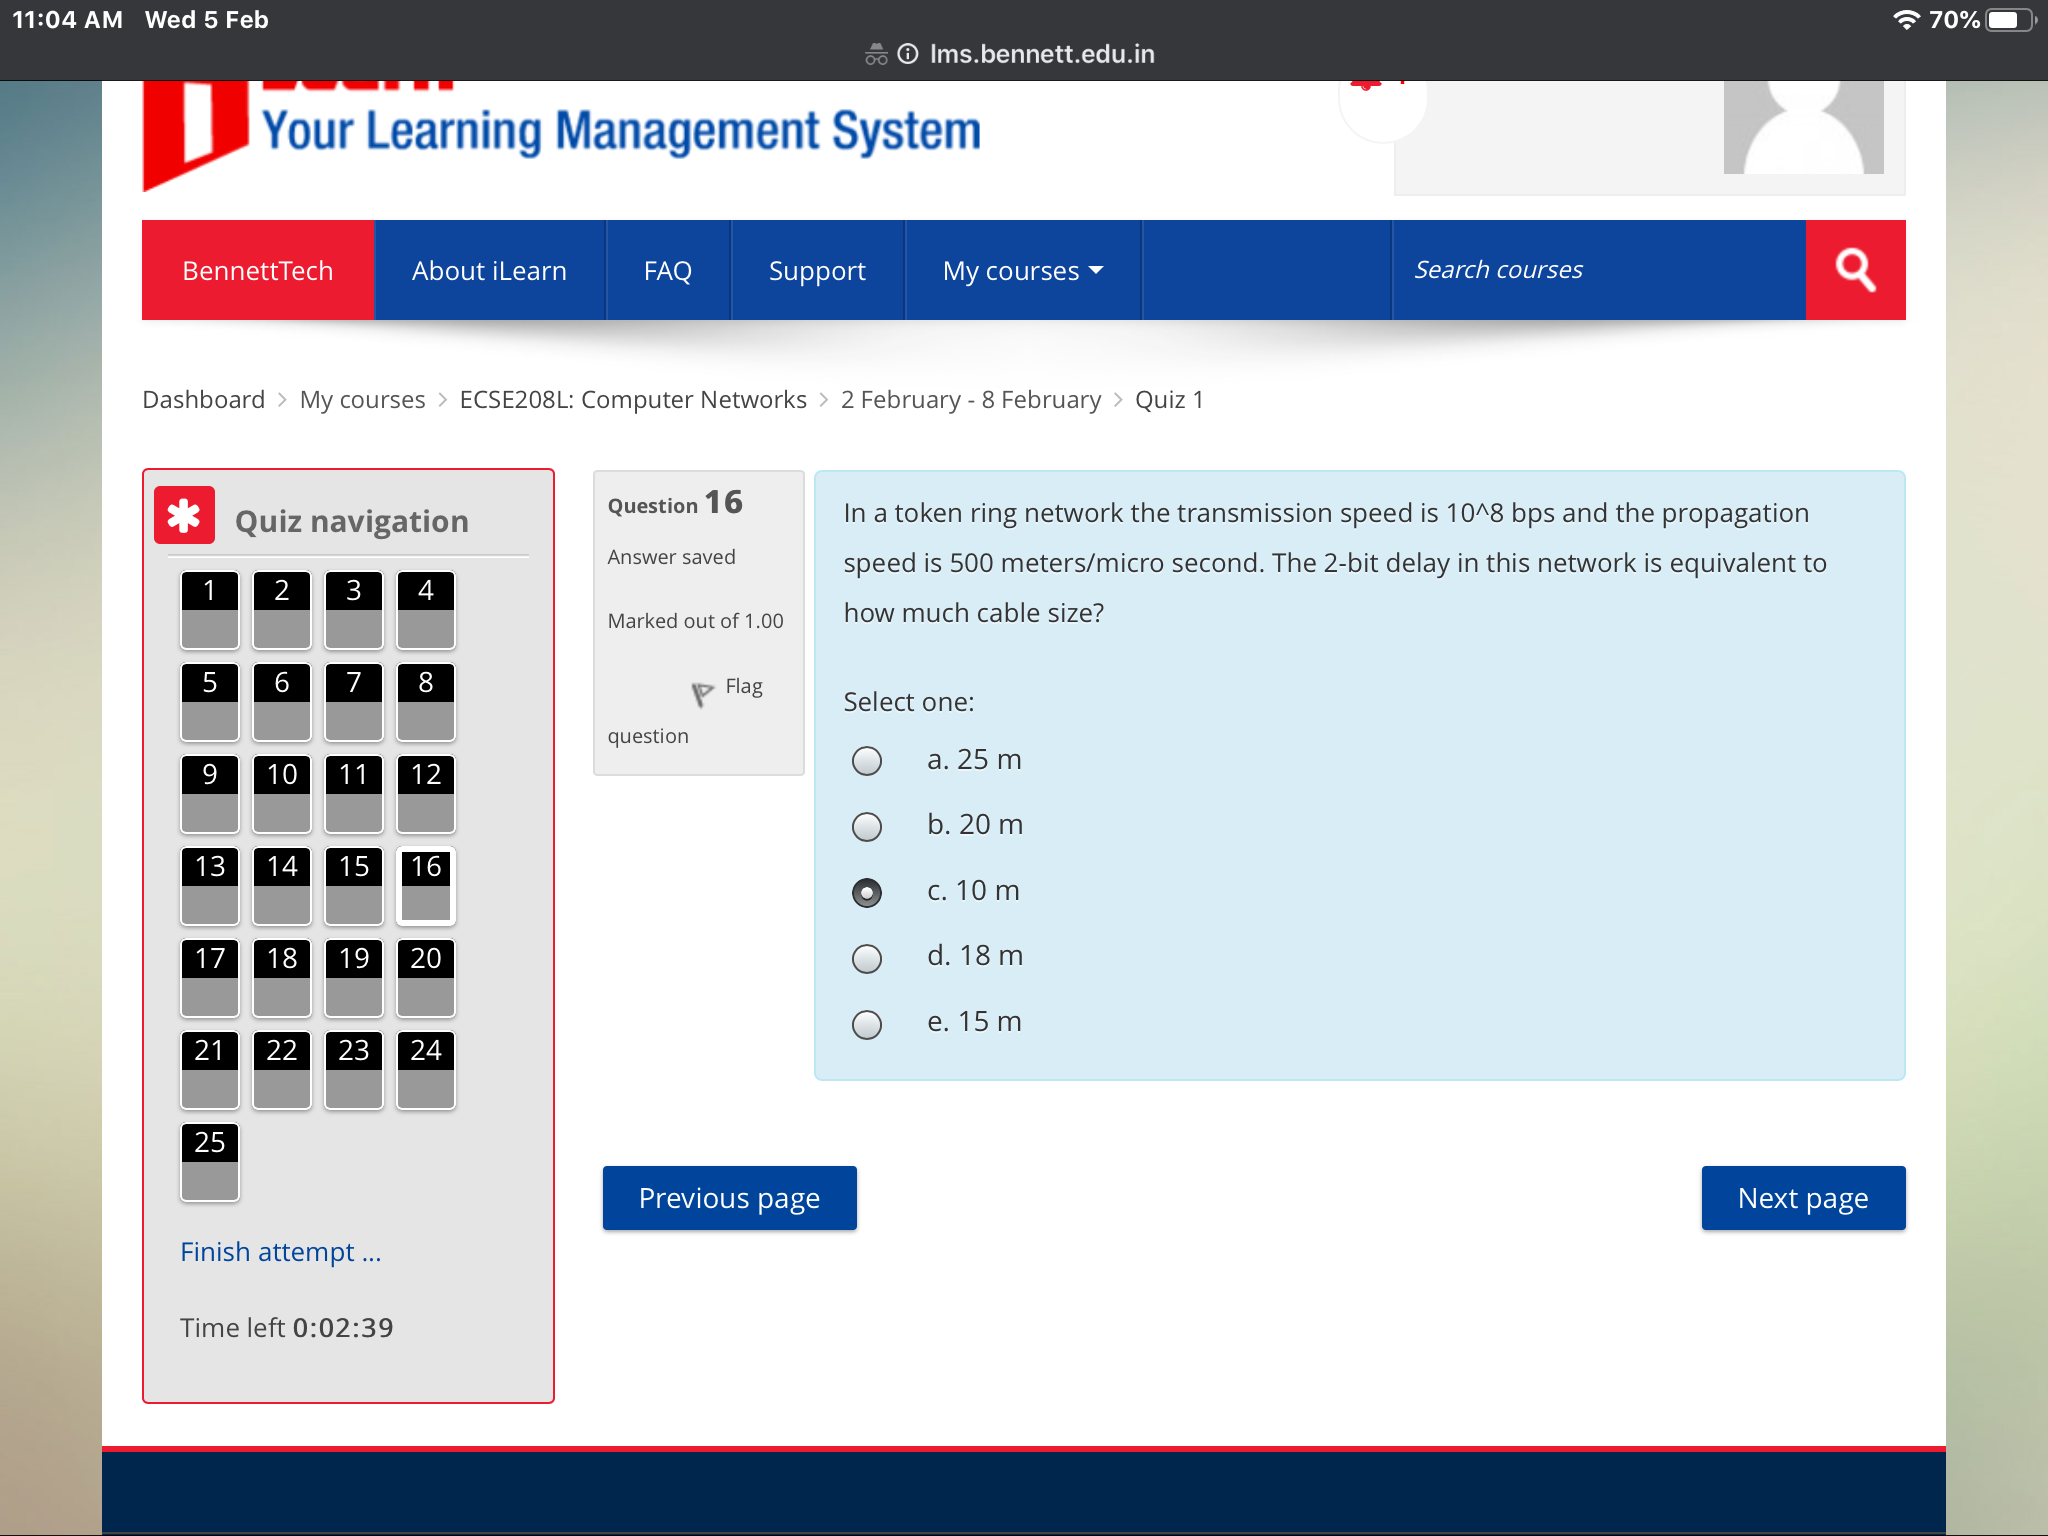 11:04 AM Wed 5 Feb
70%
lms.bennett.edu.in
Your Learning Management System
BennettTech
About iLearn
FAQ
Support
My courses
Search courses
Dashboard > My courses > ECSE208L: Computer Networks > 2 February - 8 February > Quiz 1
Quiz navigation
1 2 3 4
5 6 7 8
9 10 11 12
13 14 15 16
17 18 19 20
21 22 23 24
25
Finish attempt ...
Time left 0:02:39
Question 16
Answer saved
Marked out of 1.00
Flag
question
In a token ring network the transmission speed is 10^8 bps and the propagation
speed is 500 meters/micro second. The 2-bit delay in this network is equivalent to
how much cable size?
Select one:
a. 25 m
b. 20 m
c. 10 m
d. 18 m
e. 15 m
Previous page
Next page